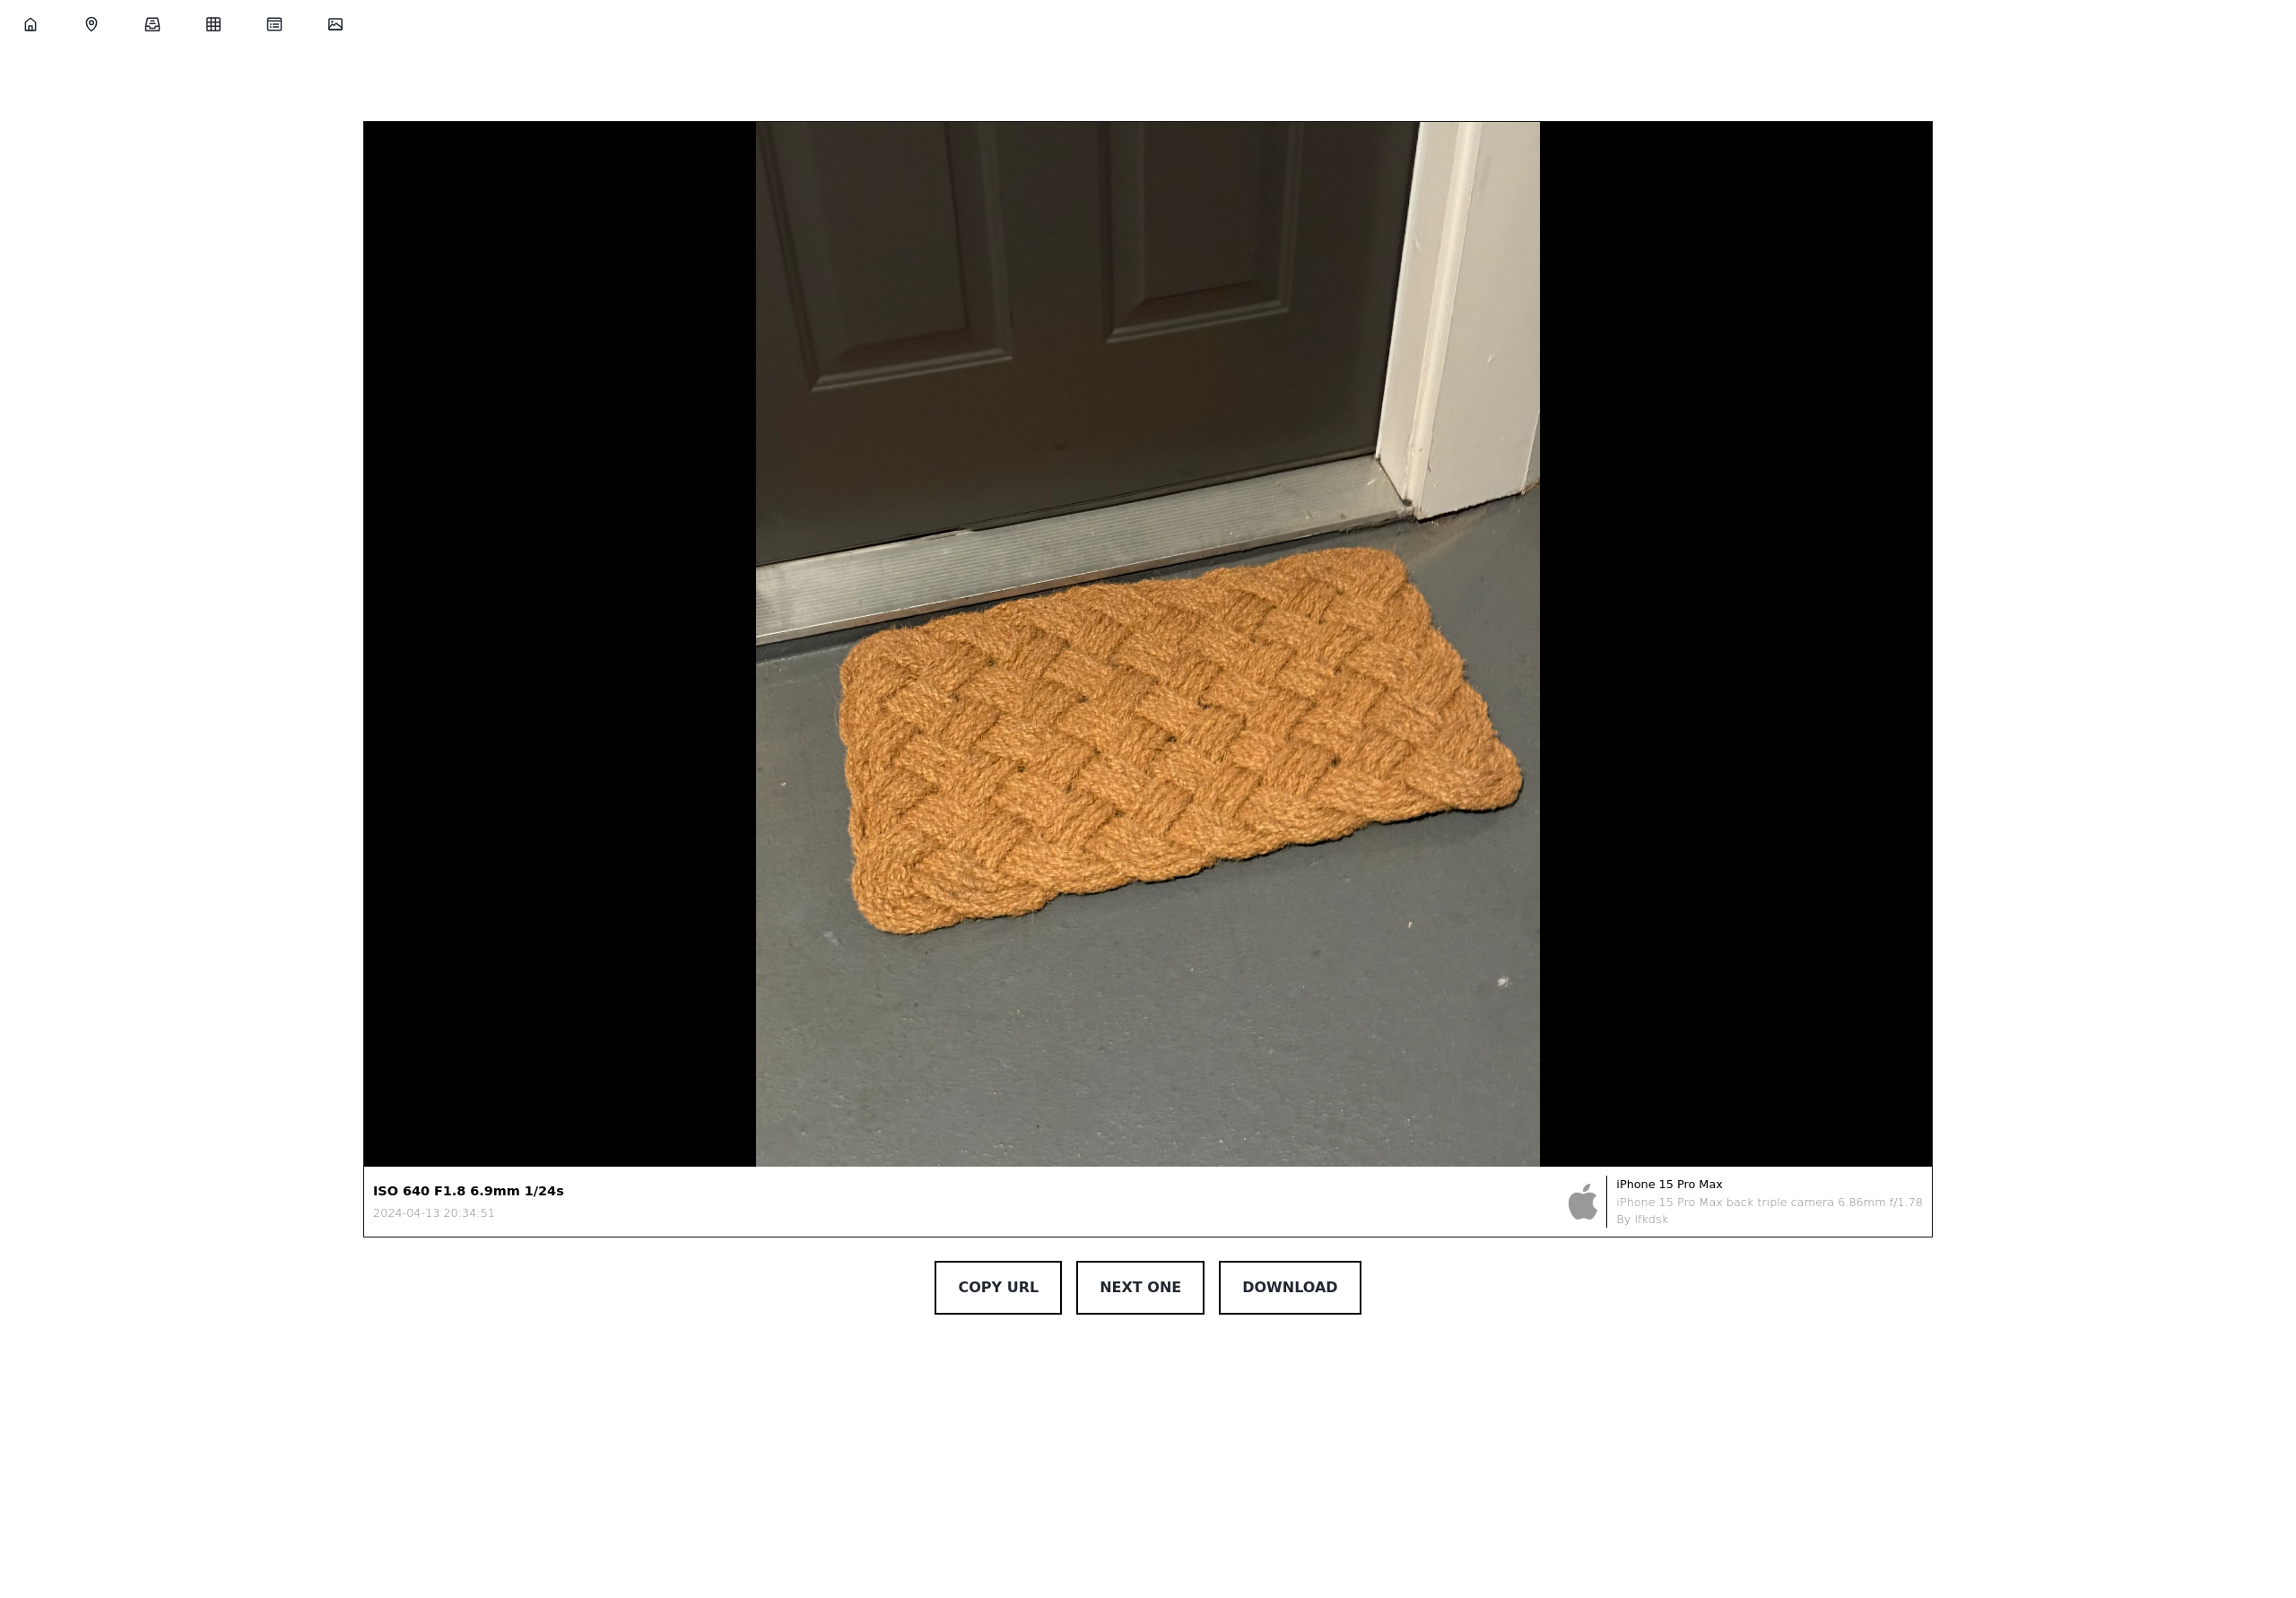 ISO 640 F1.8 6.9mm 1/24s
2024-04-13 20:34:51
iPhone 15 Pro Max
iPhone 15 Pro Max back triple camera 6.86mm f/1.78
By lfkdsk
COPY URL
NEXT ONE
DOWNLOAD